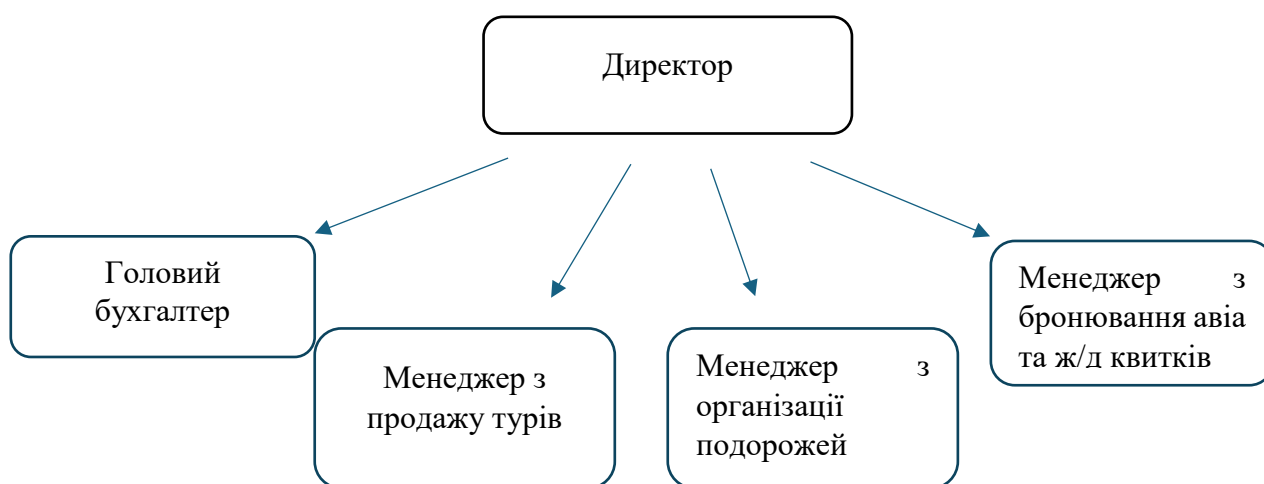 Директор
Головий
бухгалтер
Менеджер з
продажу турів
Менеджер з
організації
подорожей
Менеджер з
бронювання авіа
та ж/д квитків